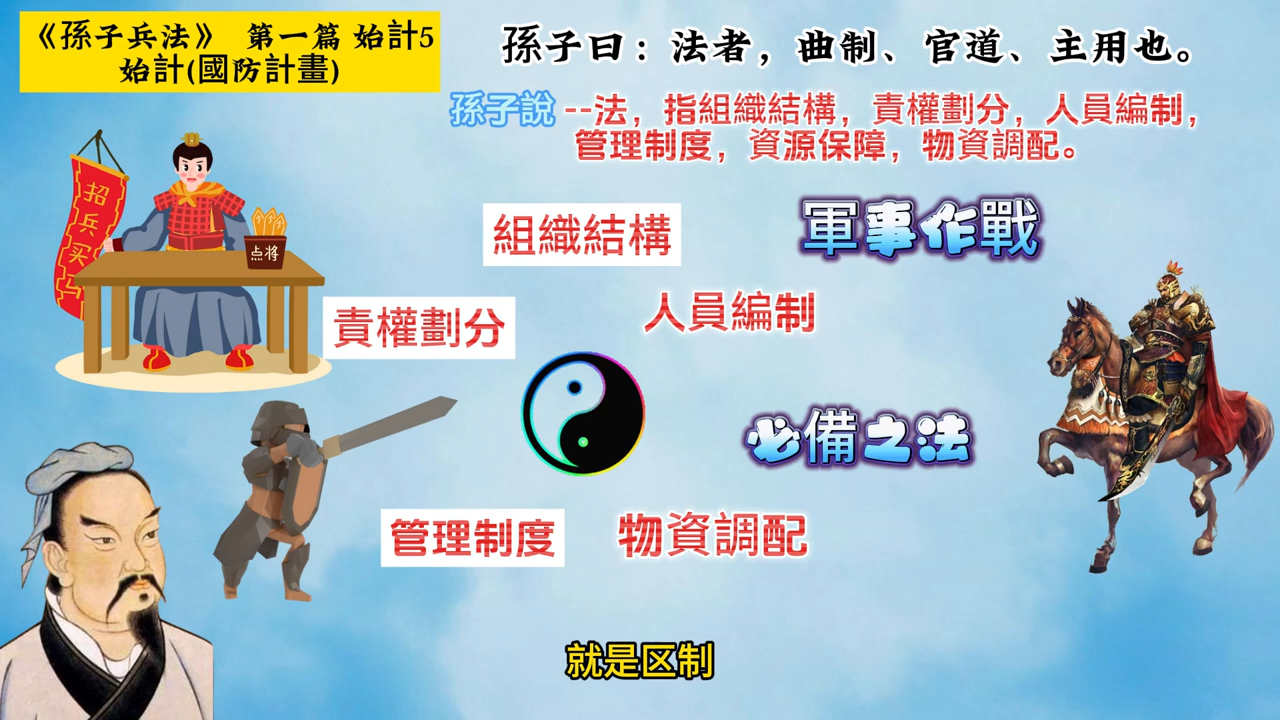 《孫子兵法》 第一篇 始計5
始計(國防計畫)
孫子曰：法者，曲制、官道、主用也。
孫子說 --法，指組織結構，責權劃分，人員編制，
管理制度，資源保障，物資調配。
招兵买马
点将
組織結構
軍事作戰
責權劃分
人員編制
必備之法
管理制度
物資調配
就是区制